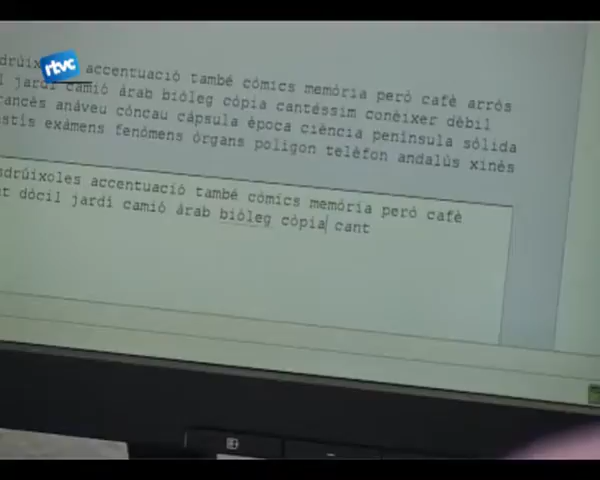 rtvc
accentuació també còmics memòria però cafè arròs
jardí camió àrab biòleg còpia cantéssim conèixer dèbil
francès anàveu còncau càpsula època ciència península sòlida
exàmens fenòmens òrgans polígon telèfon andalús xinès
esdrúixoles accentuació també còmics memòria però cafè
dòcil jardí camió àrab biòleg còpia cant